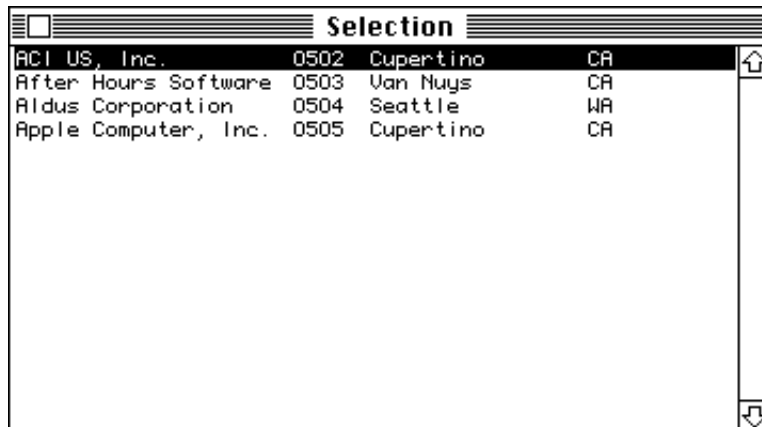 Selection
ACI US, Inc. 0502 Cupertino CA
After Hours Software 0503 Van Nuys CA
Aldus Corporation 0504 Seattle WA
Apple Computer, Inc. 0505 Cupertino CA